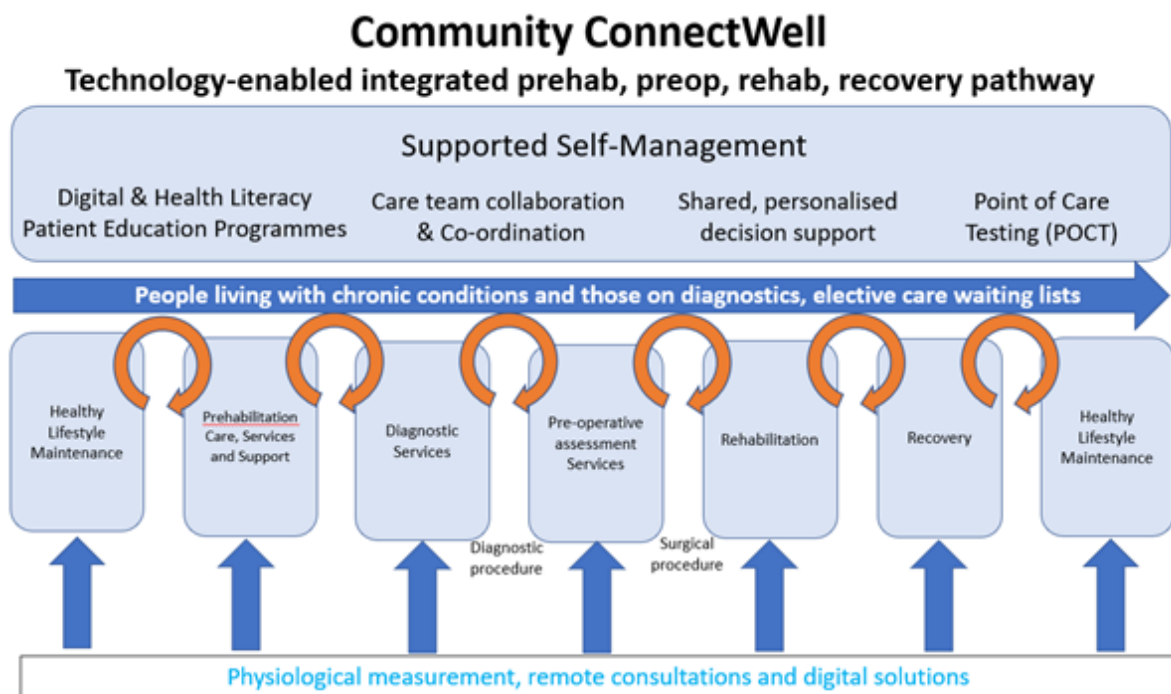 Community ConnectWell
Technology-enabled integrated prehab, preop, rehab, recovery pathway
Supported Self-Management
Digital & Health Literacy
Patient Education Programmes
Care team collaboration
& Co-ordination
Shared, personalised
decision support
Point of Care
Testing (POCT)
People living with chronic conditions and those on diagnostics, elective care waiting lists
Healthy
Lifestyle
Maintenance
Prehabilitation
Care, Services
and Support
Diagnostic
Services
Pre-operative
assessment
Services
Rehabilitation
Recovery
Healthy
Lifestyle
Maintenance
Diagnostic
procedure
Surgical
procedure
Physiological measurement, remote consultations and digital solutions